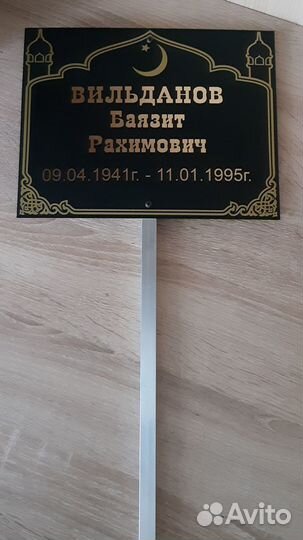 ВИЛЬДАНОВ
Баязит
Рахимович
09.04.1941г. - 11.01.1995г.
Avito